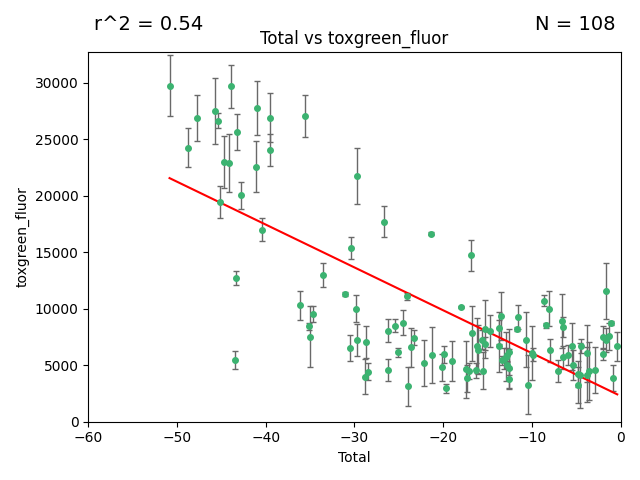 r^2 = 0.54 N = 108
Total vs toxgreen_fluor
30000
25000
20000
15000
10000
5000
0
toxgreen_fluor
−60 −50 −40 −30 −20 −10 0
Total